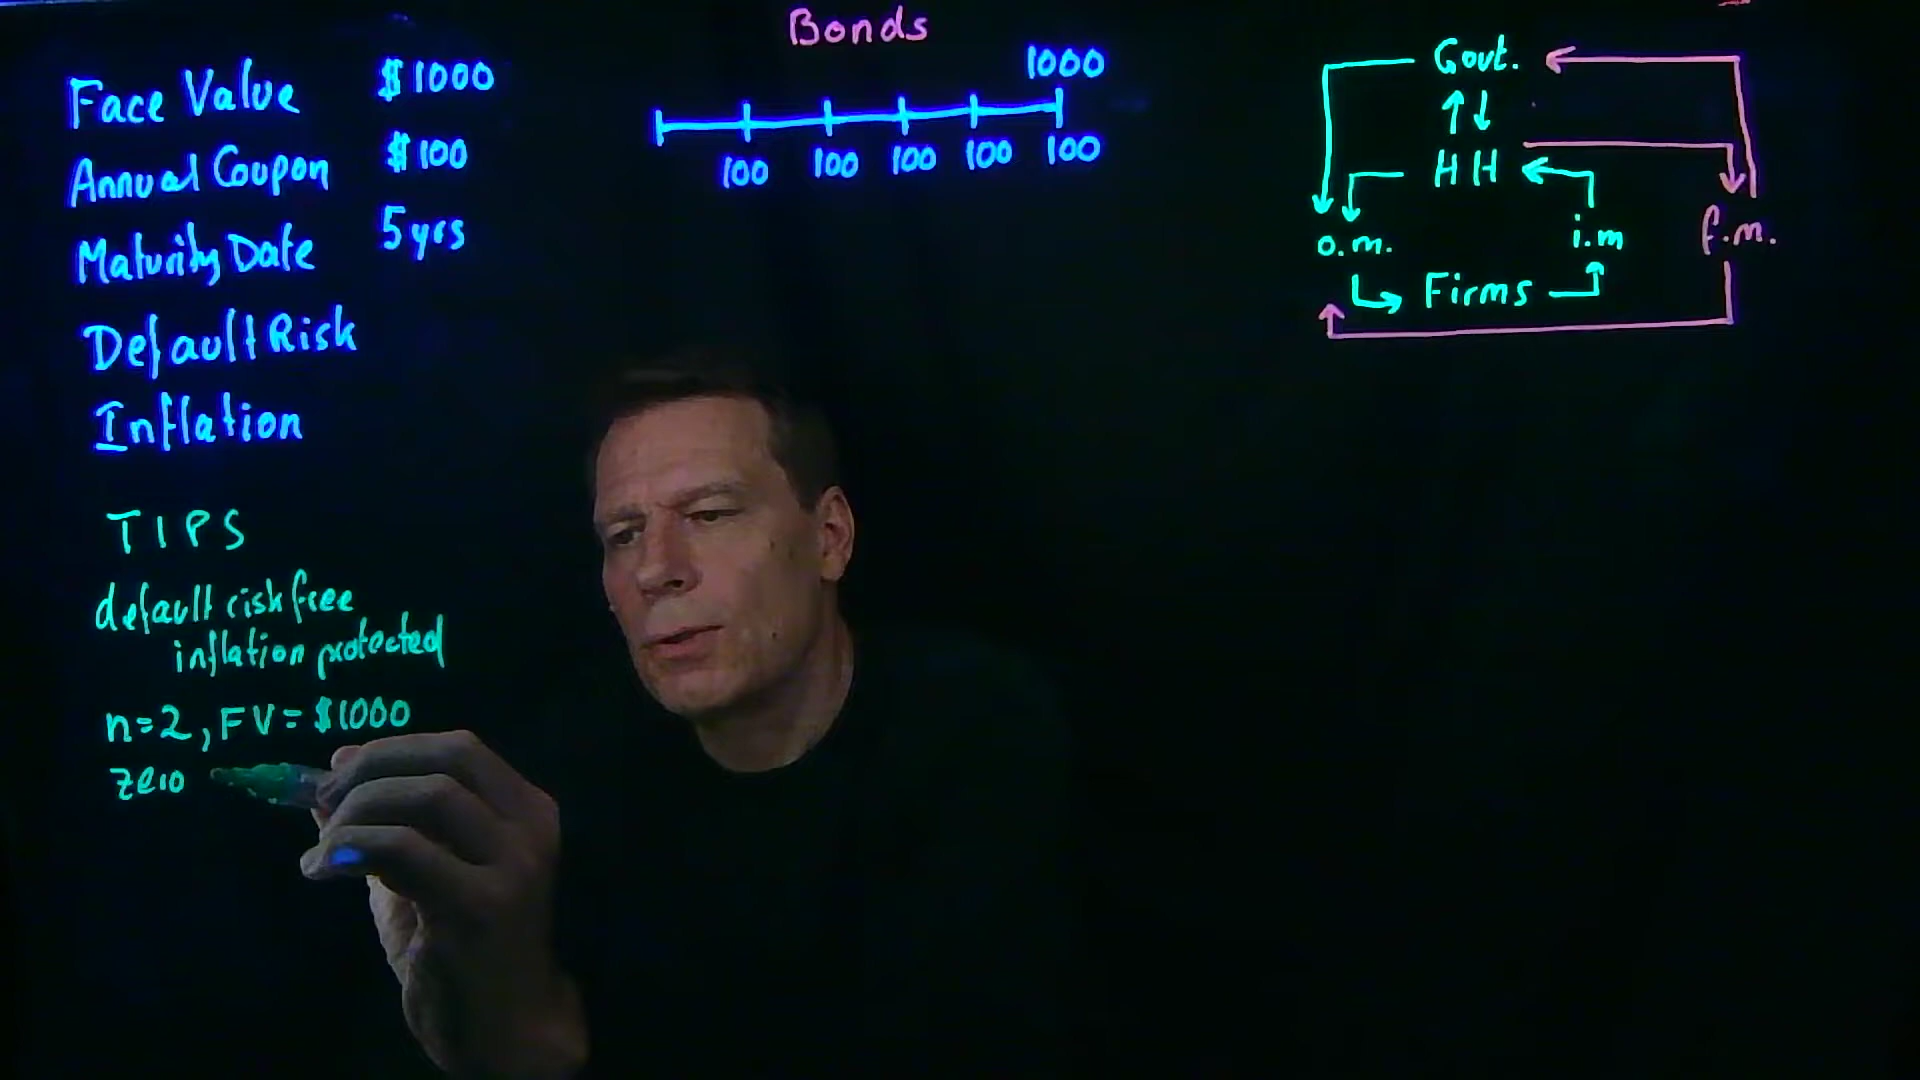 Bonds
Face Value $1000
Annual Coupon $100
Maturity Date 5yrs
Default Risk
Inflation
TIPS
default risk free
inflation protected
n=2, FV=$1000
zero
1000
100 100 100 100 100
Govt.
HH
o.m. i.m f.m.
Firms